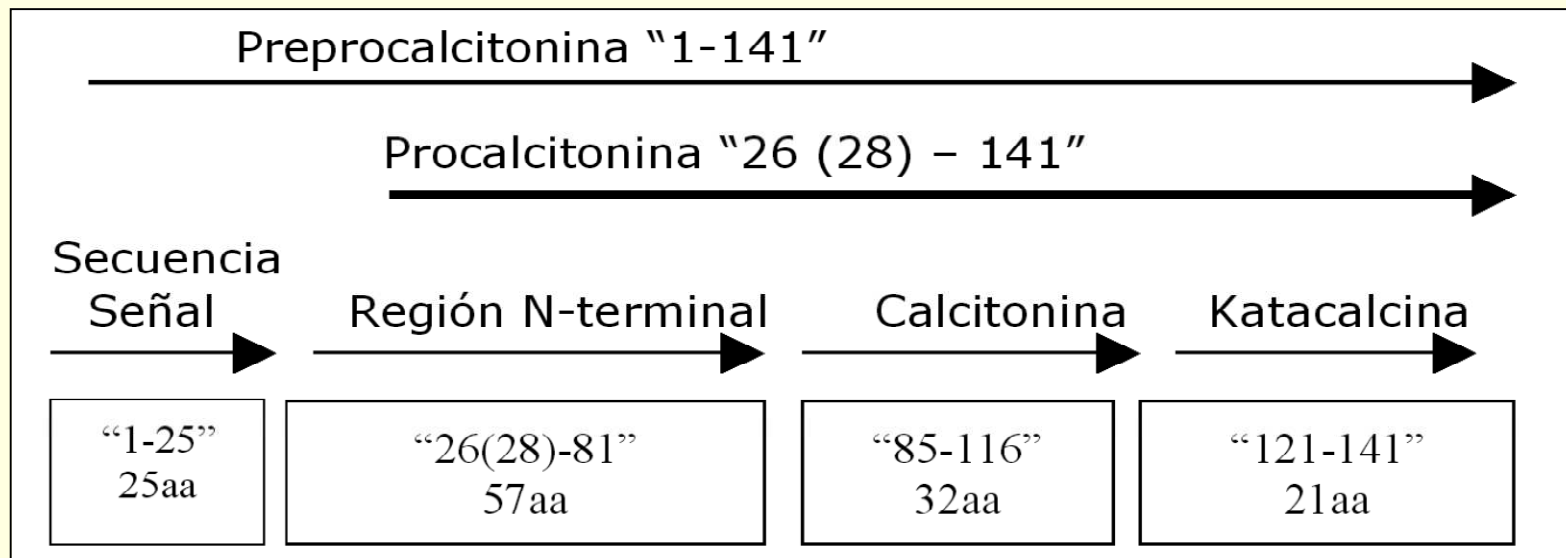 Preprocalcitonina “1-141”
Procalcitonina “26 (28) – 141”
Secuencia
Señal
Región N-terminal
Calcitonina
Katacalcina
“1-25”
25aa
“26(28)-81”
57aa
“85-116”
32aa
“121-141”
21aa